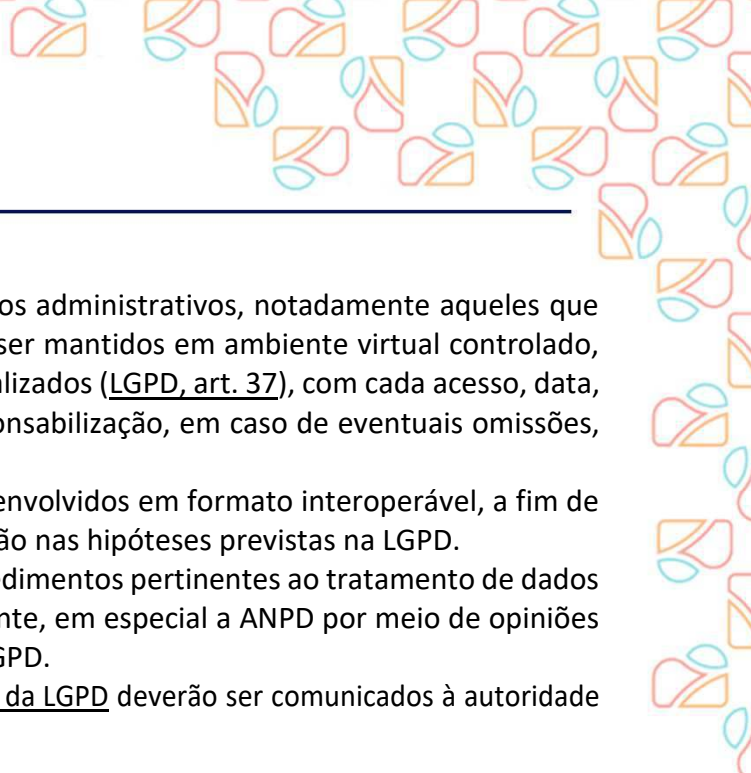 os administrativos, notadamente aqueles que
ser mantidos em ambiente virtual controlado,
alizados (LGPD, art. 37), com cada acesso, data,
onsabilização, em caso de eventuais omissões,
envolvidos em formato interoperável, a fim de
ão nas hipóteses previstas na LGPD.
edimentos pertinentes ao tratamento de dados
nte, em especial a ANPD por meio de opiniões
GPD.
da LGPD deverão ser comunicados à autoridade